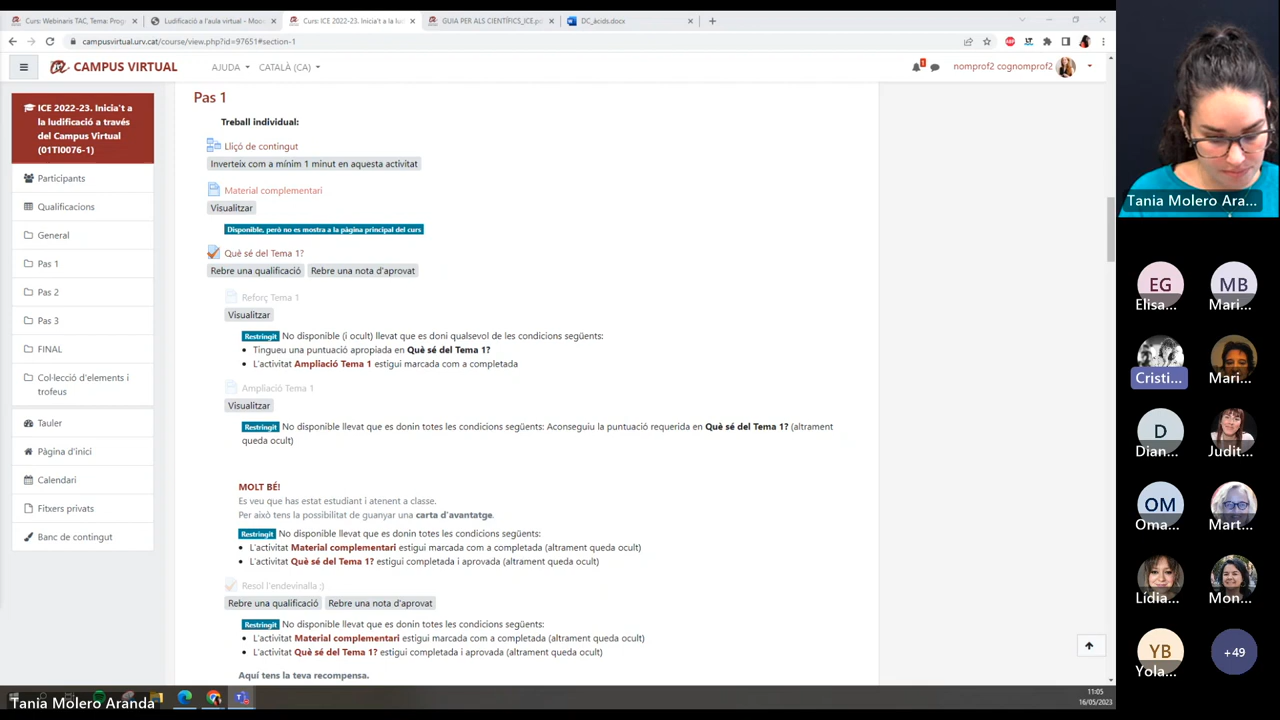 Curs: Webinaris TAC, Tema: Prog
Ludificació a l'aula virtual - Moo
Curs: ICE 2022-23. Inicia't a la lu
GUIA PER ALS CIENTÍFICS_ICE.pd
DC_àcids.docx
campusvirtual.urv.cat/course/view.php?id=97651#section-1
CAMPUS VIRTUAL
AJUDA
CATALÀ (CA)
nomprof2 cognomprof2
ICE 2022-23. Inicia't a
la ludificació a través
del Campus Virtual
(01TI0076-1)
Participants
Qualificacions
General
Pas 1
Pas 2
Pas 3
FINAL
Col·lecció d'elements i
trofeus
Tauler
Pàgina d'inici
Calendari
Fitxers privats
Banc de contingut
Pas 1
Treball individual:
Lliçó de contingut
Inverteix com a mínim 1 minut en aquesta activitat
Material complementari
Visualitzar
Disponible, però no es mostra a la pàgina principal del curs
Què sé del Tema 1?
Rebre una qualificació Rebre una nota d'aprovat
Reforç Tema 1
Visualitzar
Restringit No disponible (i ocult) llevat que es doni qualsevol de les condicions següents:
Tingueu una puntuació apropiada en Què sé del Tema 1?
L'activitat Ampliació Tema 1 estigui marcada com a completada
Ampliació Tema 1
Visualitzar
Restringit No disponible llevat que es donin totes les condicions següents: Aconseguiu la puntuació requerida en Què sé del Tema 1? (altrament
queda ocult)
MOLT BÉ!
Es veu que has estat estudiant i atenent a classe.
Per això tens la possibilitat de guanyar una carta d'avantatge.
Restringit No disponible llevat que es donin totes les condicions següents:
L'activitat Material complementari estigui marcada com a completada (altrament queda ocult)
L'activitat Què sé del Tema 1? estigui completada i aprovada (altrament queda ocult)
Resol l'endevinalla :)
Rebre una qualificació Rebre una nota d'aprovat
Restringit No disponible llevat que es donin totes les condicions següents:
L'activitat Material complementari estigui marcada com a completada (altrament queda ocult)
L'activitat Què sé del Tema 1? estigui completada i aprovada (altrament queda ocult)
Aquí tens la teva recompensa.
11:05
16/05/2023
Tania Molero Aranda
Tania Molero Ara...
EG
MB
Elisa...
Mari...
Cristi...
Mari...
D
Dian...
Judit...
OM
Oma...
Mart...
Lídia...
Mon...
YB
+49
Yola...